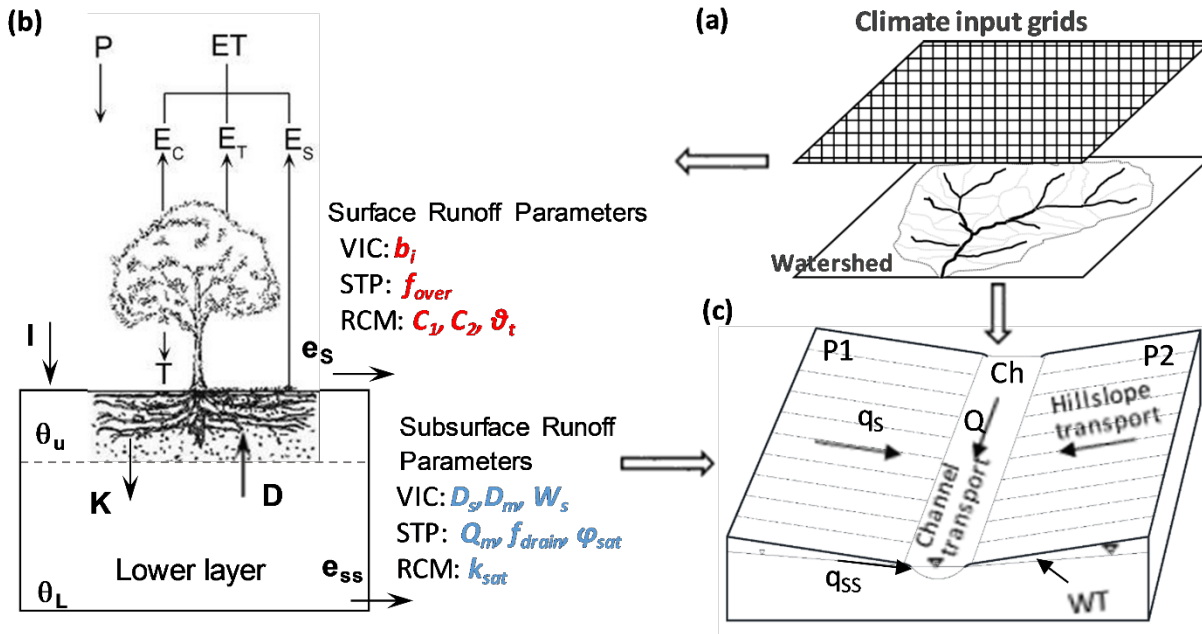 (b)
P
ET
E_C
E_T
E_S
Surface Runoff Parameters
VIC: b_i
STP: f_over
RCM: C_1, C_2, ϑ_t
I
T
e_S
θ_u
K
D
Subsurface Runoff
Parameters
VIC: D_s, D_m, W_s
STP: Q_m, f_drain, φ_sat
RCM: k_sat
Lower layer
θ_L
e_ss
(a)
Climate input grids
Watershed
(c)
P1
P2
Ch
q_S
Q
Hillslope
transport
Channel
transport
q_SS
WT